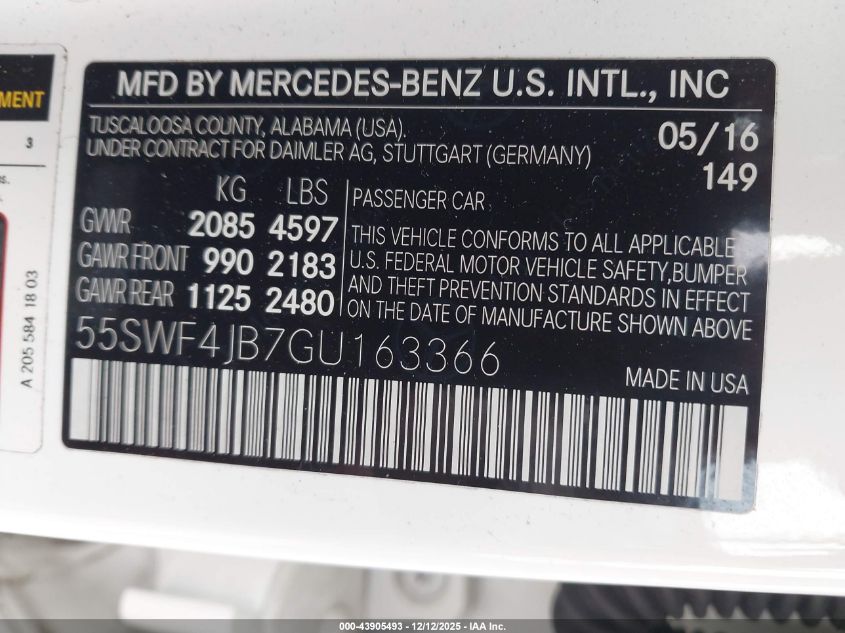 MENT
3
s.
A 205 584 18 03
MFD BY MERCEDES-BENZ U.S. INTL., INC
TUSCALOOSA COUNTY, ALABAMA (USA).
UNDER CONTRACT FOR DAIMLER AG, STUTTGART (GERMANY)
05/16
149
KG LBS
GVWR 2085 4597
GAWR FRONT 990 2183
GAWR REAR 1125 2480
PASSENGER CAR
THIS VEHICLE CONFORMS TO ALL APPLICABLE
U.S. FEDERAL MOTOR VEHICLE SAFETY,BUMPER
AND THEFT PREVENTION STANDARDS IN EFFECT
ON THE DATE OF MANUFACTURE SHOWN ABOVE
55SWF4JB7GU163366
MADE IN USA
000-43905493 - 12/12/2025 - IAA Inc.